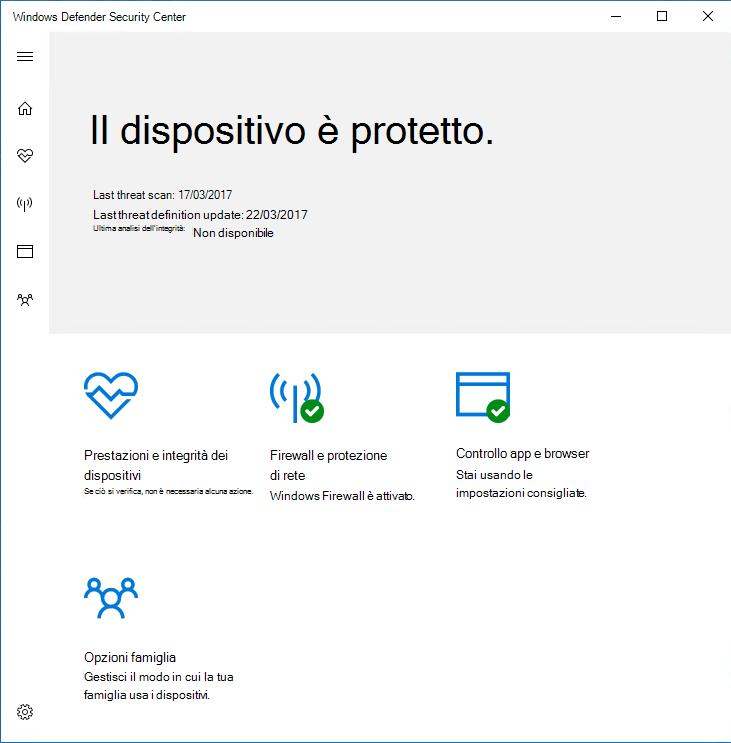 Windows Defender Security Center
Il dispositivo è protetto.
Last threat scan: 17/03/2017
Last threat definition update: 22/03/2017
Ultima analisi dell'integrità: Non disponibile
Prestazioni e integrità dei
dispositivi
Se ciò si verifica, non è necessaria alcuna azione.
Firewall e protezione
di rete
Windows Firewall è attivato.
Controllo app e browser
Stai usando le
impostazioni consigliate.
Opzioni famiglia
Gestisci il modo in cui la tua
famiglia usa i dispositivi.